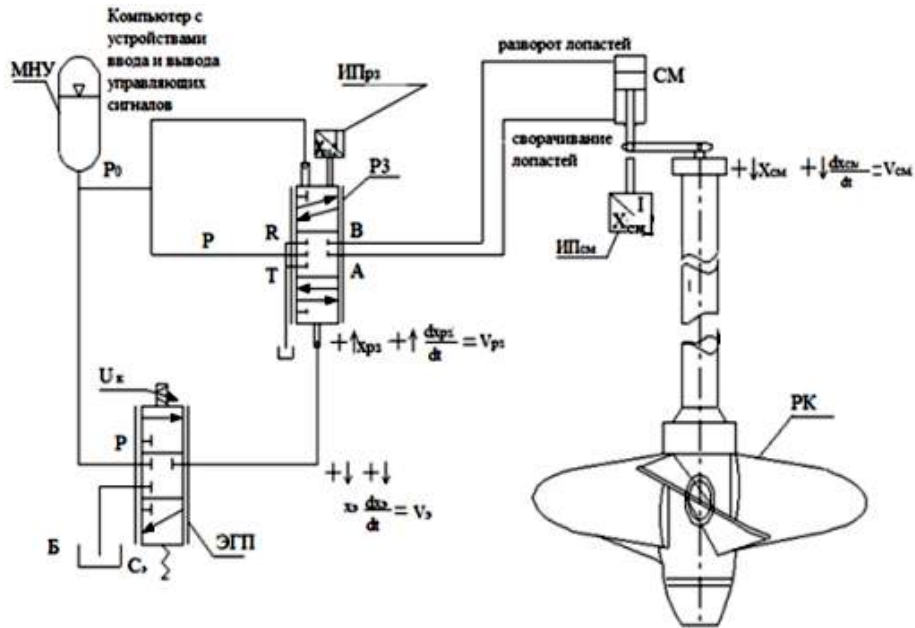 Компьютер с
устройствами
ввода и вывода
управляющих
сигналов
МНУ
ИПрз
разворот лопастей
СМ
сворачивание
лопастей
P₀
РЗ
+↓Xсм +↓dxсм/dt=Vсм
R
B
I
P
T
A
ИПсм
+↑xрз +↑dxрз/dt=Vрз
Uк
РК
P
+↓ +↓
xэ dxэ/dt=Vэ
Б
Сэ
ЭГП